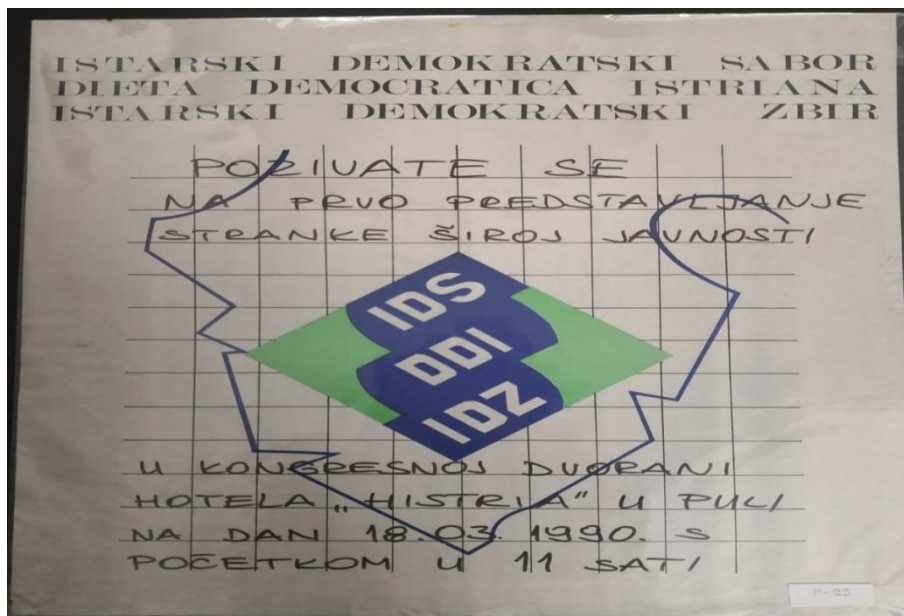 ISTARSKI DEMOKRATSKI SABOR
DIETA DEMOCRATICA ISTRIANA
ISTARSKI DEMOKRATSKI ZBIR
POZIVATE SE
NA PRVO PREDSTAVLJANJE
STRANKE ŠIROJ JAVNOSTI
IDS
DDI
IDZ
U KONGRESNOJ DVORANI
HOTELA „HISTRIA" U PULI
NA DAN 18.03.1990. S
POČETKOM U 11 SATI